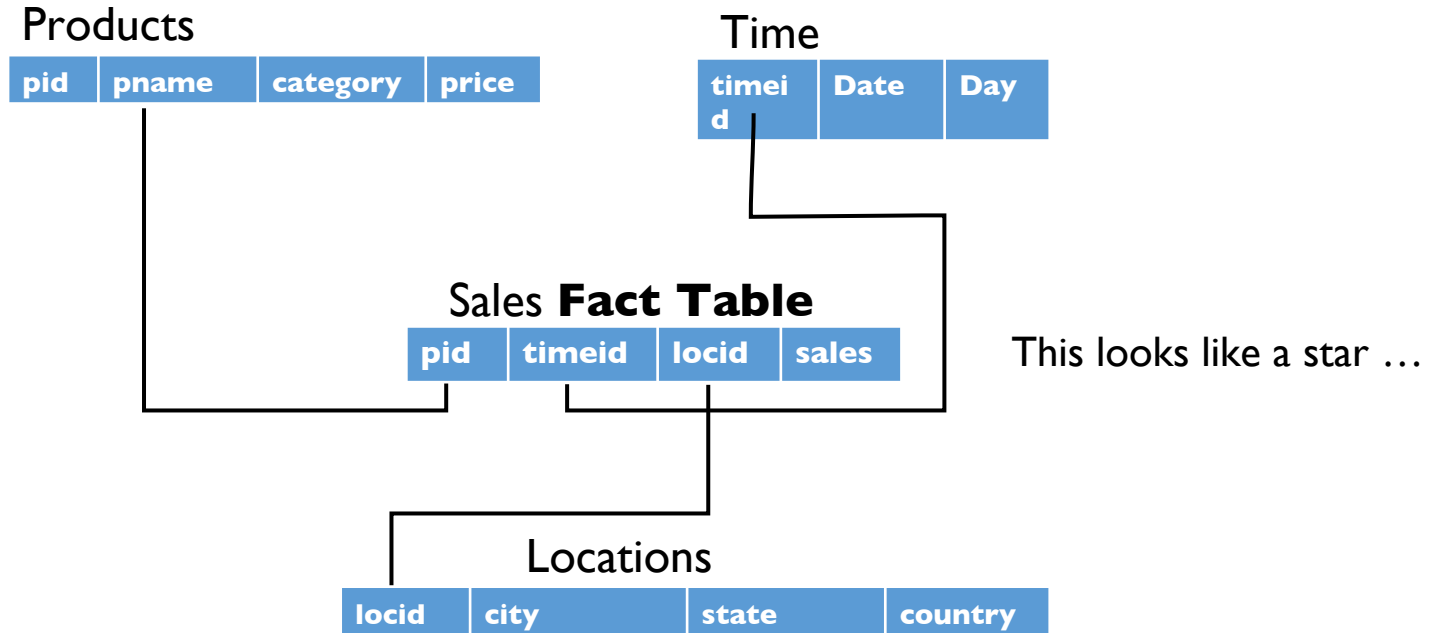 Products
pid pname category price
Time
timei
d Date Day
Sales Fact Table
pid timeid locid sales
This looks like a star …
Locations
locid city state country